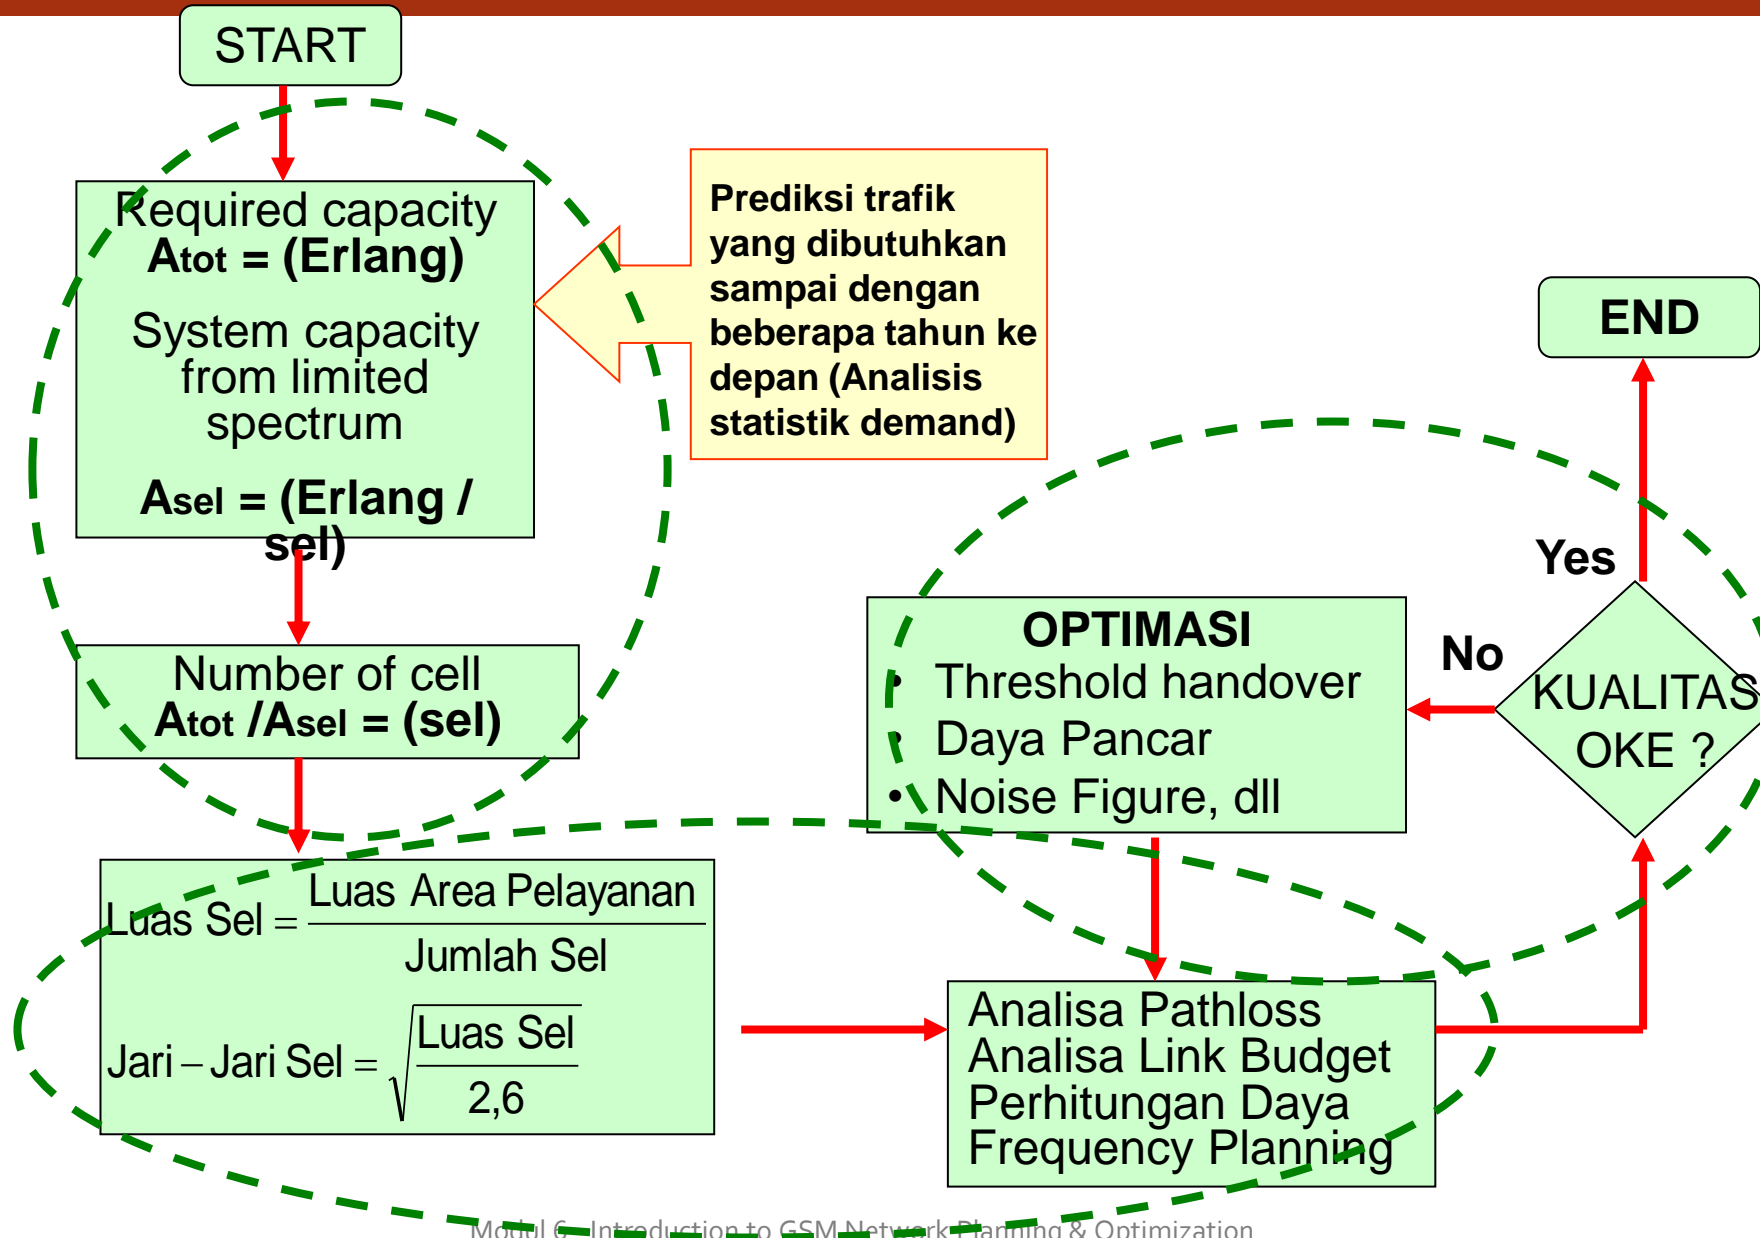 START
Required capacity
Atot = (Erlang)
System capacity
from limited
spectrum
Asel = (Erlang /
sel)
Prediksi trafik
yang dibutuhkan
sampai dengan
beberapa tahun ke
depan (Analisis
statistik demand)
Number of cell
Atot /Asel = (sel)
Luas Sel = Luas Area Pelayanan / Jumlah Sel
Jari – Jari Sel = √(Luas Sel / 2,6)
Analisa Pathloss
Analisa Link Budget
Perhitungan Daya
Frequency Planning
OPTIMASI
• Threshold handover
• Daya Pancar
• Noise Figure, dll
No
KUALITAS
OKE ?
Yes
END
Modul 6 - Introduction to GSM Network Planning & Optimization